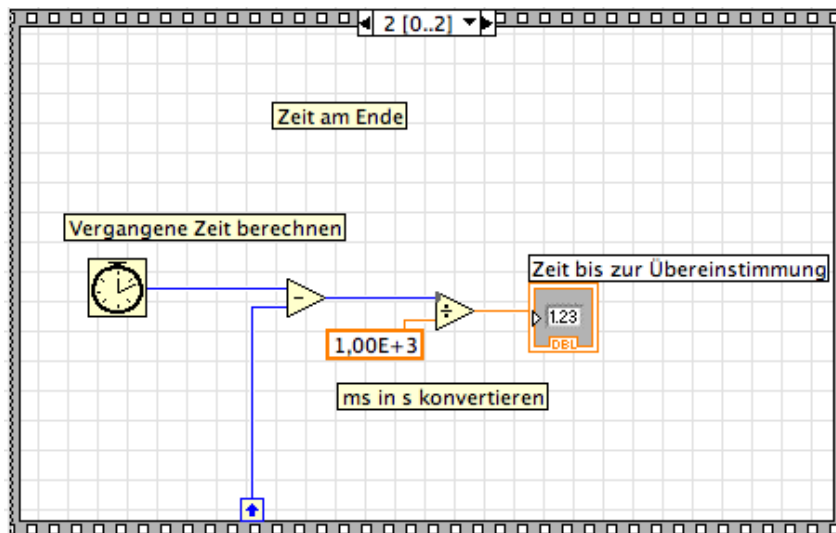 2 [0..2]
Zeit am Ende
Vergangene Zeit berechnen
Zeit bis zur Übereinstimmung
1.23
DBL
1,00E+3
ms in s konvertieren